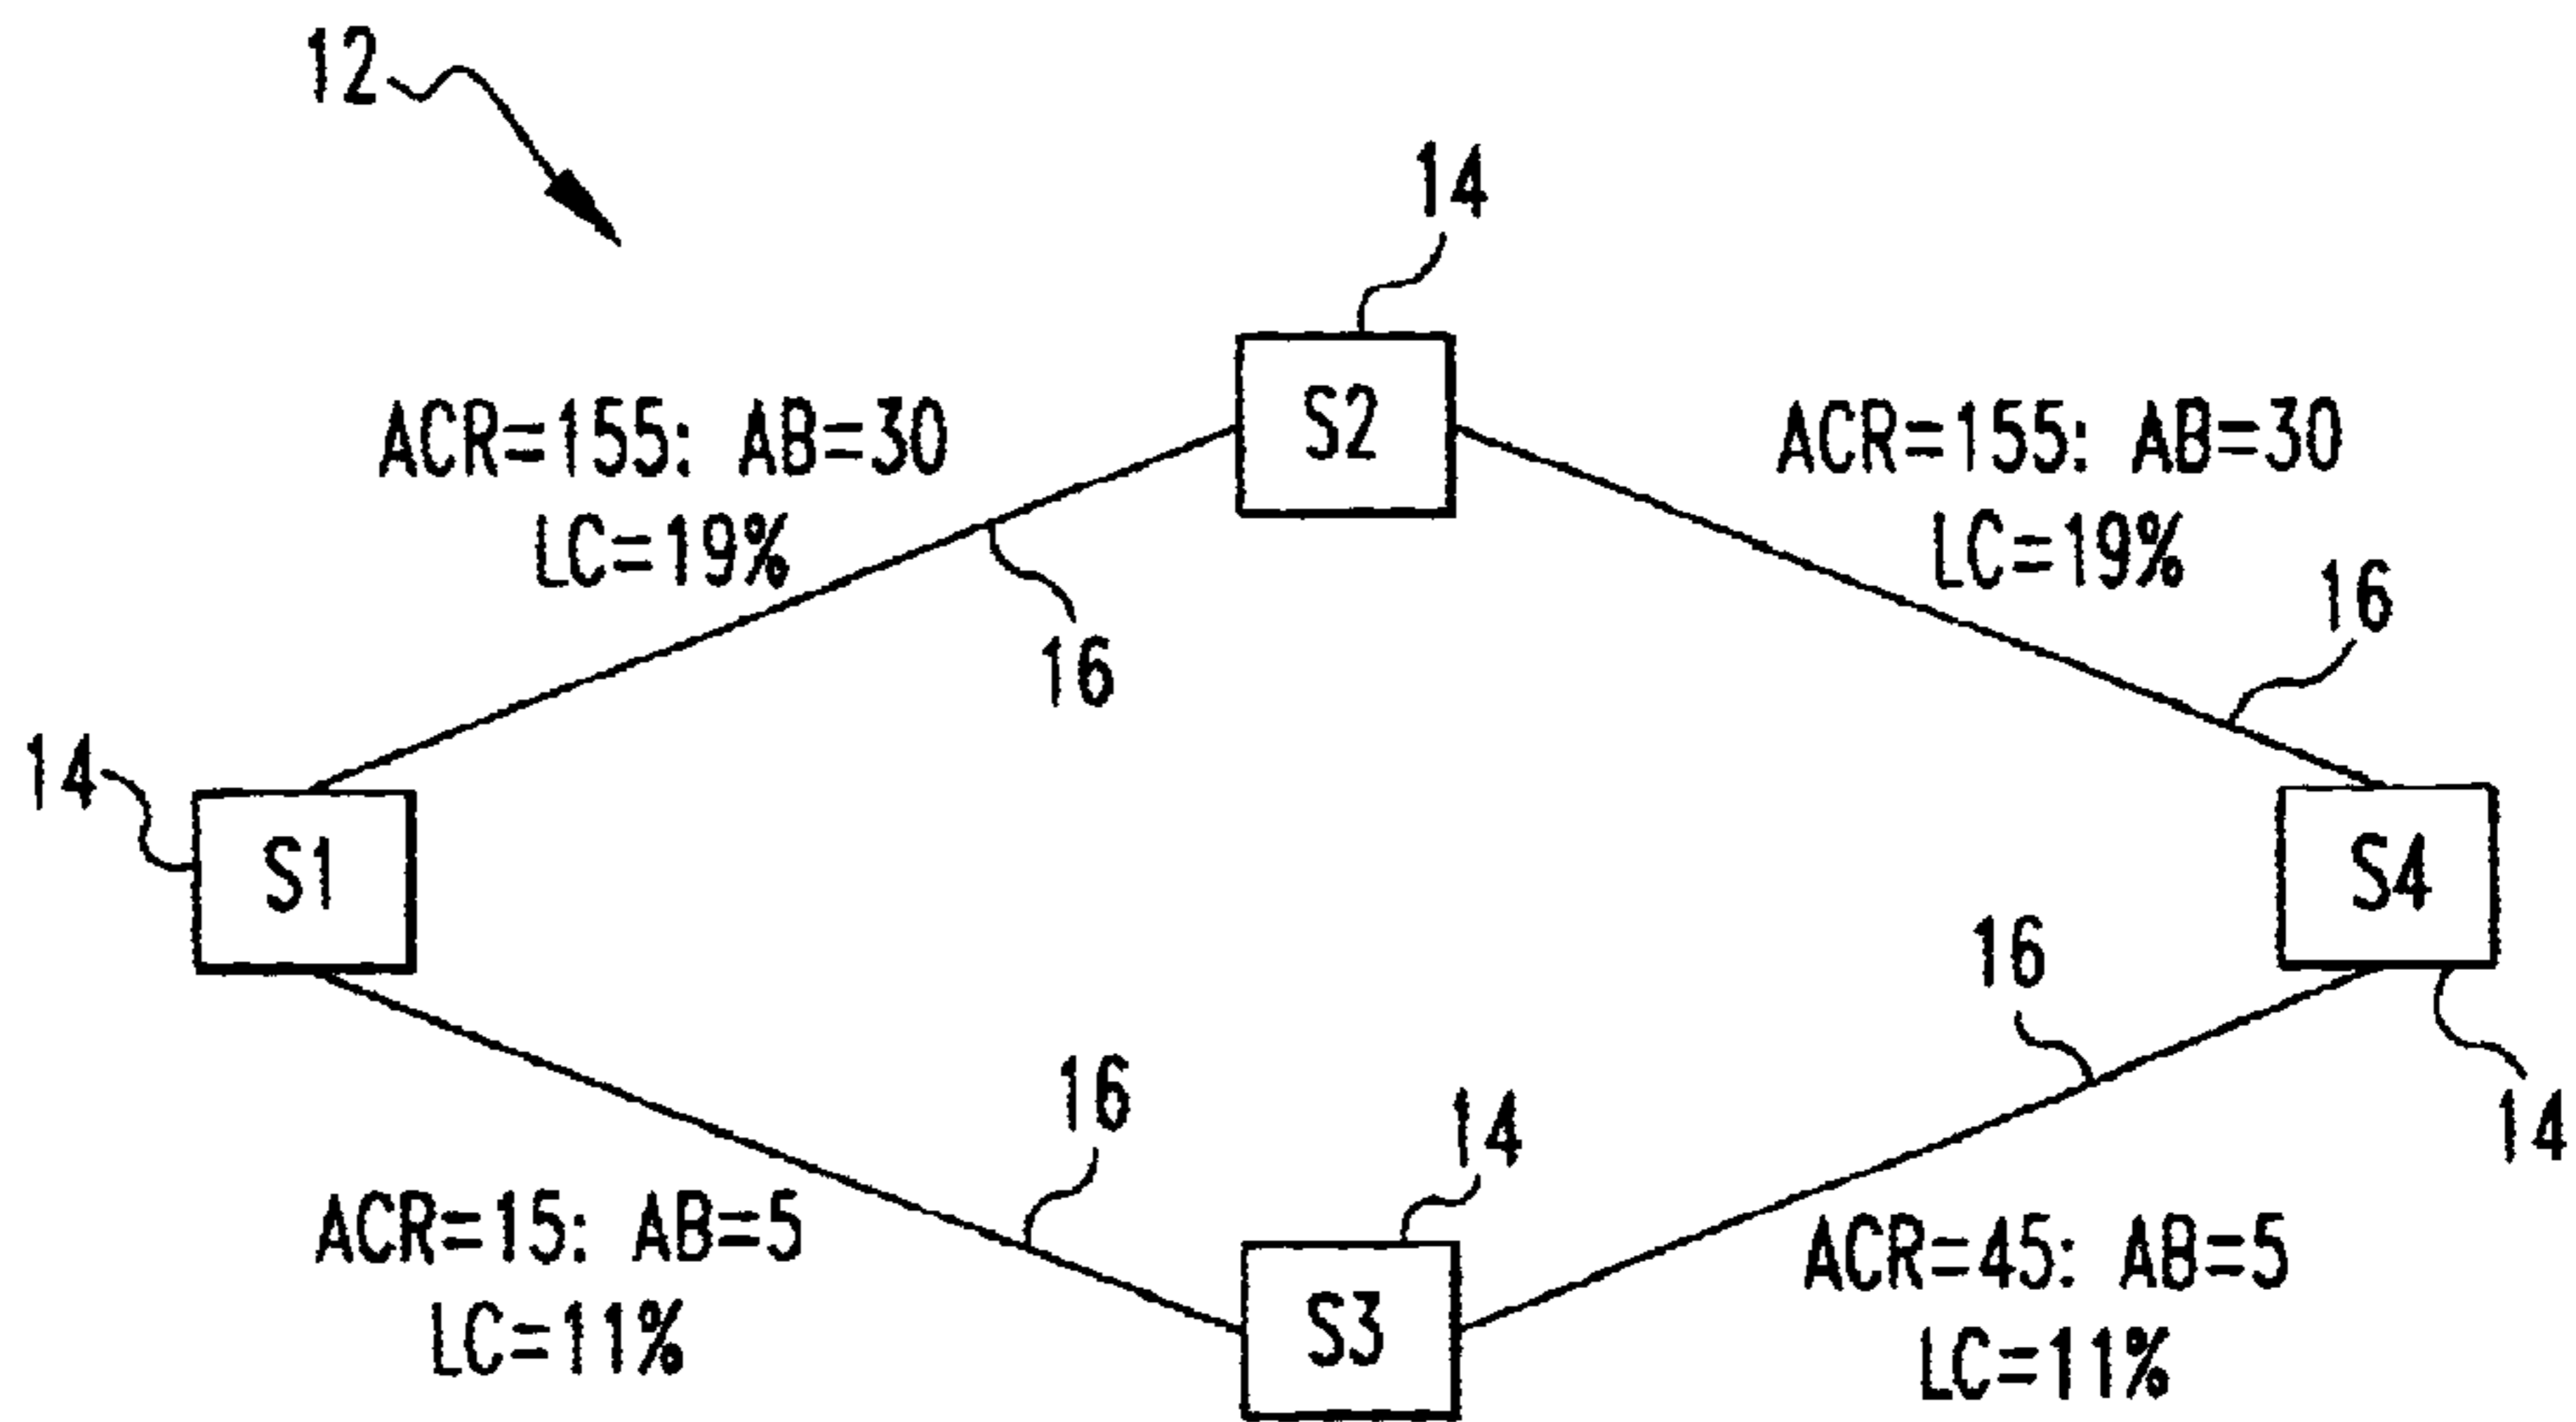 12
14
S2
ACR=155: AB=30
LC=19%
ACR=155: AB=30
LC=19%
16
16
14
S1
S4
14
16
16
14
S3
ACR=15: AB=5
LC=11%
ACR=45: AB=5
LC=11%